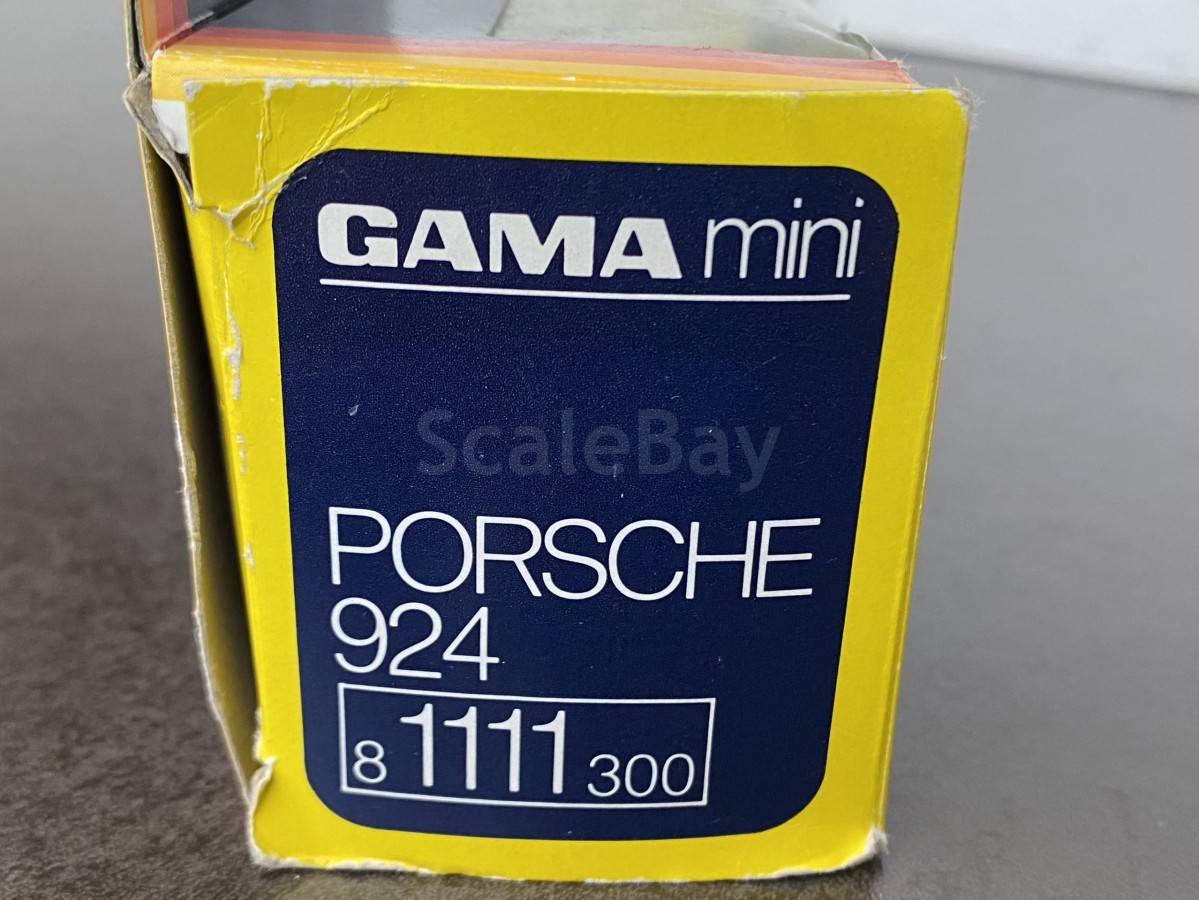 GAMA mini
ScaleBay
PORSCHE
924
8 1111 300